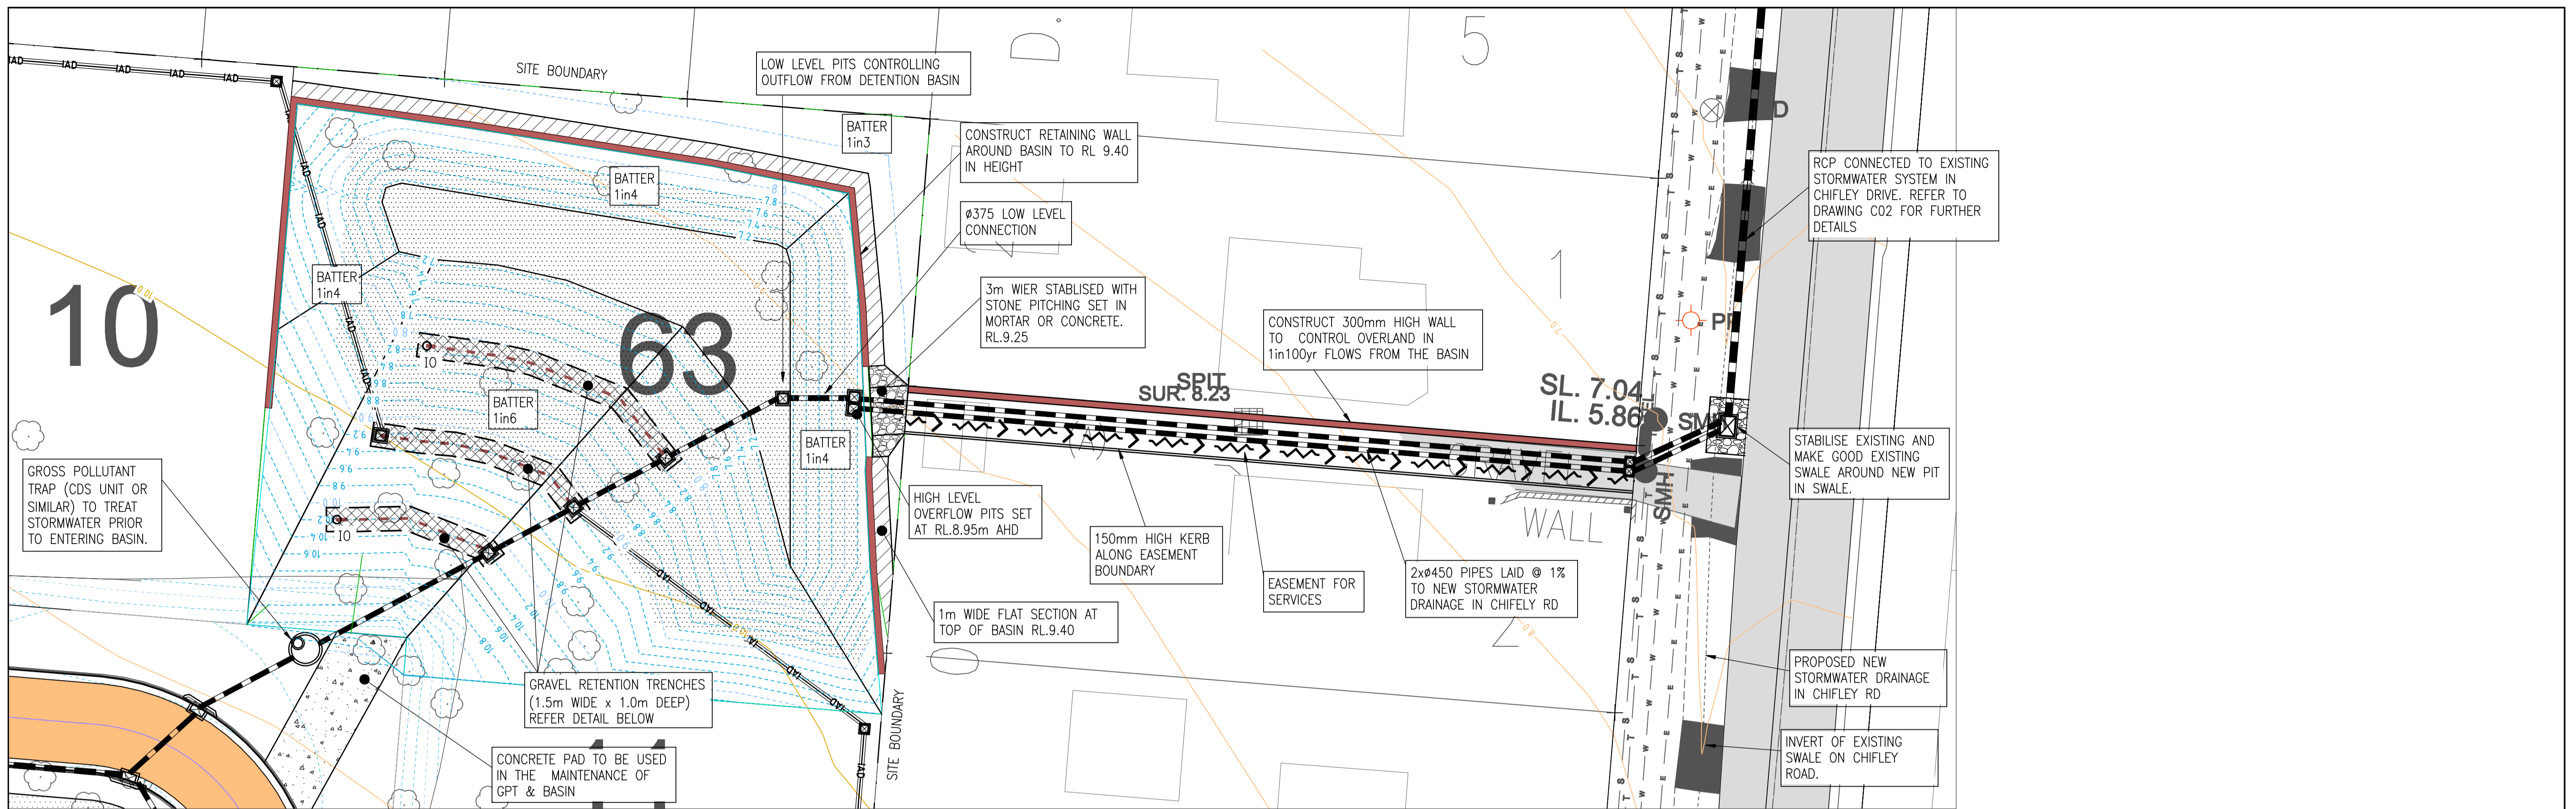 SITE BOUNDARY
LOW LEVEL PITS CONTROLLING
OUTFLOW FROM DETENTION BASIN
5
D
BATTER
1in3
CONSTRUCT RETAINING WALL
AROUND BASIN TO RL 9.40
IN HEIGHT
BATTER
1in4
Ø375 LOW LEVEL
CONNECTION
RCP CONNECTED TO EXISTING
STORMWATER SYSTEM IN
CHIFLEY DRIVE. REFER TO
DRAWING C02 FOR FURTHER
DETAILS
BATTER
1in4
3m WIER STABLISED WITH
STONE PITCHING SET IN
MORTAR OR CONCRETE.
RL.9.25
1
10
63
CONSTRUCT 300mm HIGH WALL
TO CONTROL OVERLAND IN
1in100yr FLOWS FROM THE BASIN
IO
SPIT
SUR. 8.23
SL. 7.04
IL. 5.86
BATTER
1in6
BATTER
1in4
STABILISE EXISTING AND
MAKE GOOD EXISTING
SWALE AROUND NEW PIT
IN SWALE.
GROSS POLLUTANT
TRAP (CDS UNIT OR
SIMILAR) TO TREAT
STORMWATER PRIOR
TO ENTERING BASIN.
IO
HIGH LEVEL
OVERFLOW PITS SET
AT RL.8.95m AHD
SMH
WALL
150mm HIGH KERB
ALONG EASEMENT
BOUNDARY
EASEMENT FOR
SERVICES
2xø450 PIPES LAID @ 1%
TO NEW STORMWATER
DRAINAGE IN CHIFELY RD
1m WIDE FLAT SECTION AT
TOP OF BASIN RL.9.40
2
PROPOSED NEW
STORMWATER DRAINAGE
IN CHIFLEY RD
GRAVEL RETENTION TRENCHES
(1.5m WIDE x 1.0m DEEP)
REFER DETAIL BELOW
SITE BOUNDARY
INVERT OF EXISTING
SWALE ON CHIFLEY
ROAD.
CONCRETE PAD TO BE USED
IN THE MAINTENANCE OF
GPT & BASIN